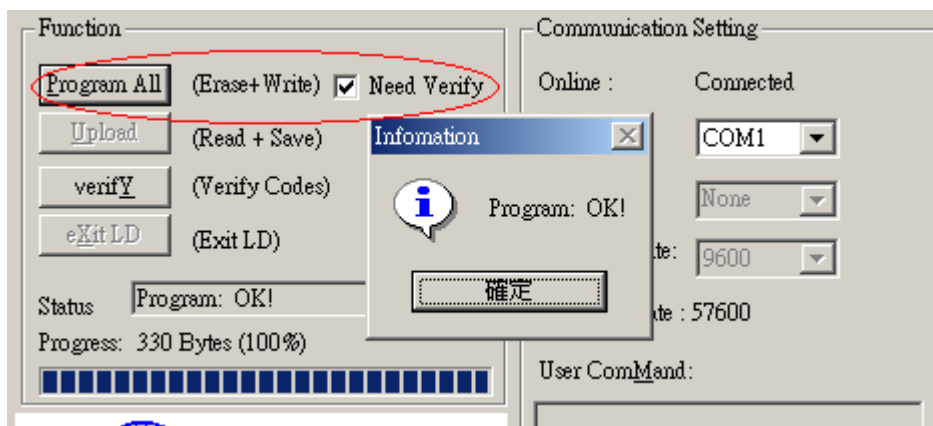 Function
Program All (Erase+Write) Need Verify
Upload (Read + Save)
verifY (Verify Codes)
eXit LD (Exit LD)
Status Program: OK!
Progress: 330 Bytes (100%)
Infomation
Program: OK!
確定
Communication Setting
Online : Connected
COM1
None
9600
57600
User ComMand: